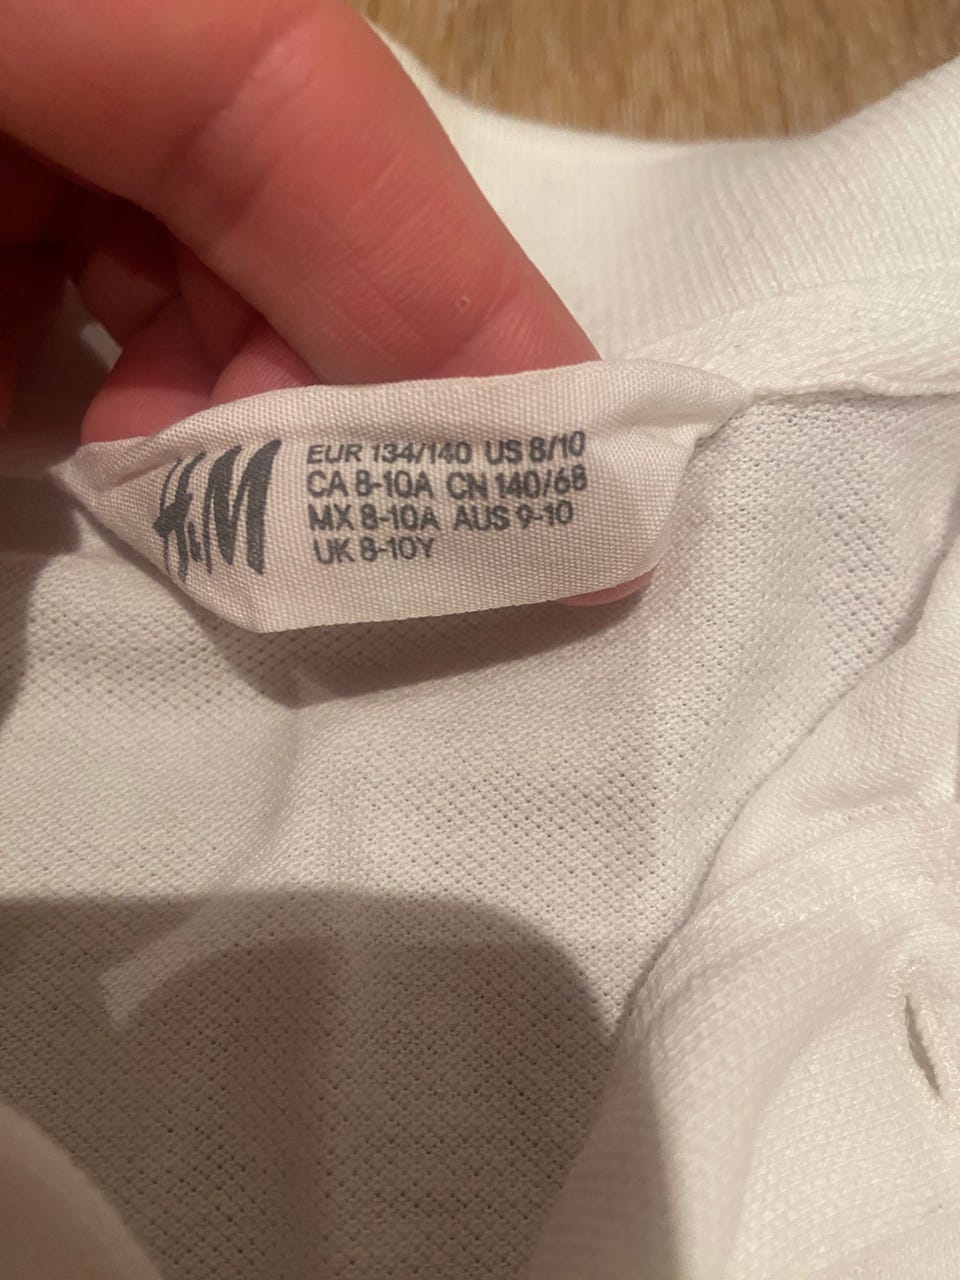 H&M
EUR 134/140 US 8/10
CA 8-10A CN 140/68
MX 8-10A AUS 9-10
UK 8-10Y